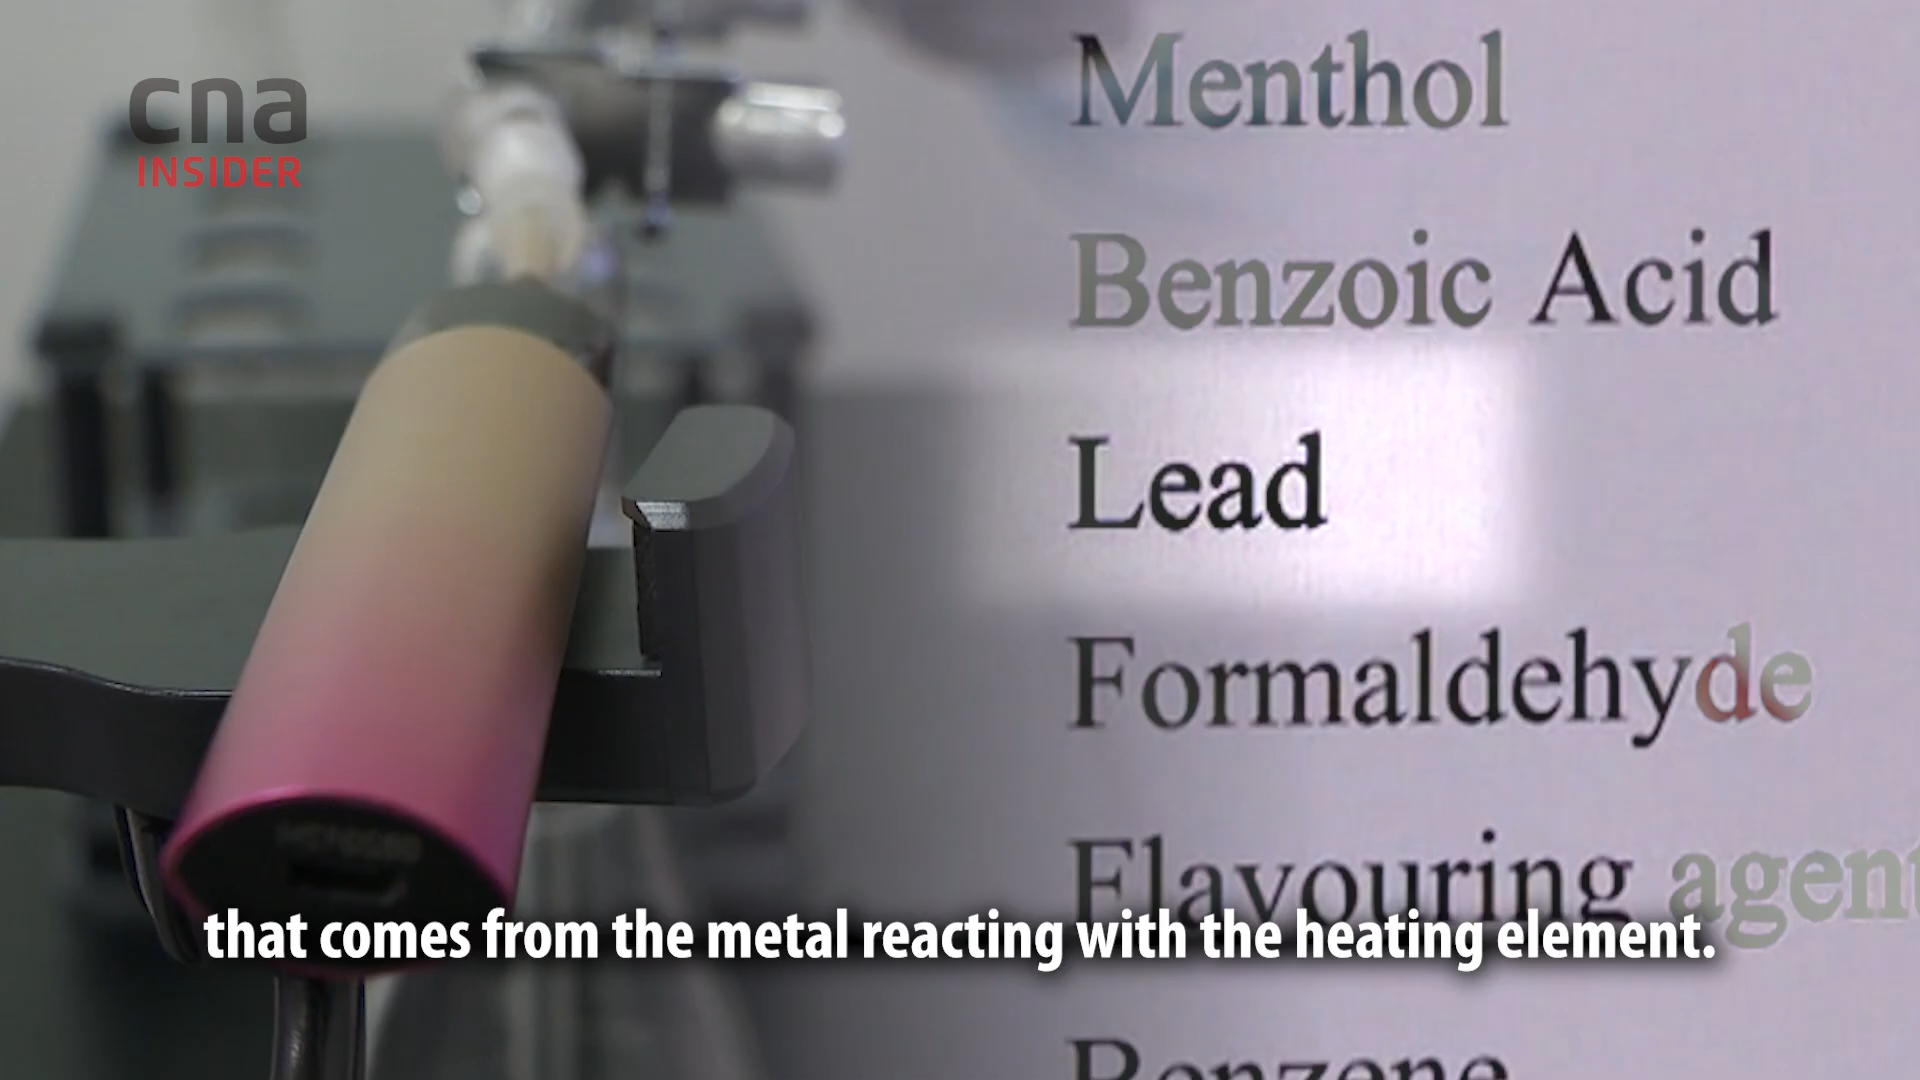 cna
INSIDER
Menthol
Benzoic Acid
Lead
Formaldehyde
Flavouring agent
Benzene
that comes from the metal reacting with the heating element.